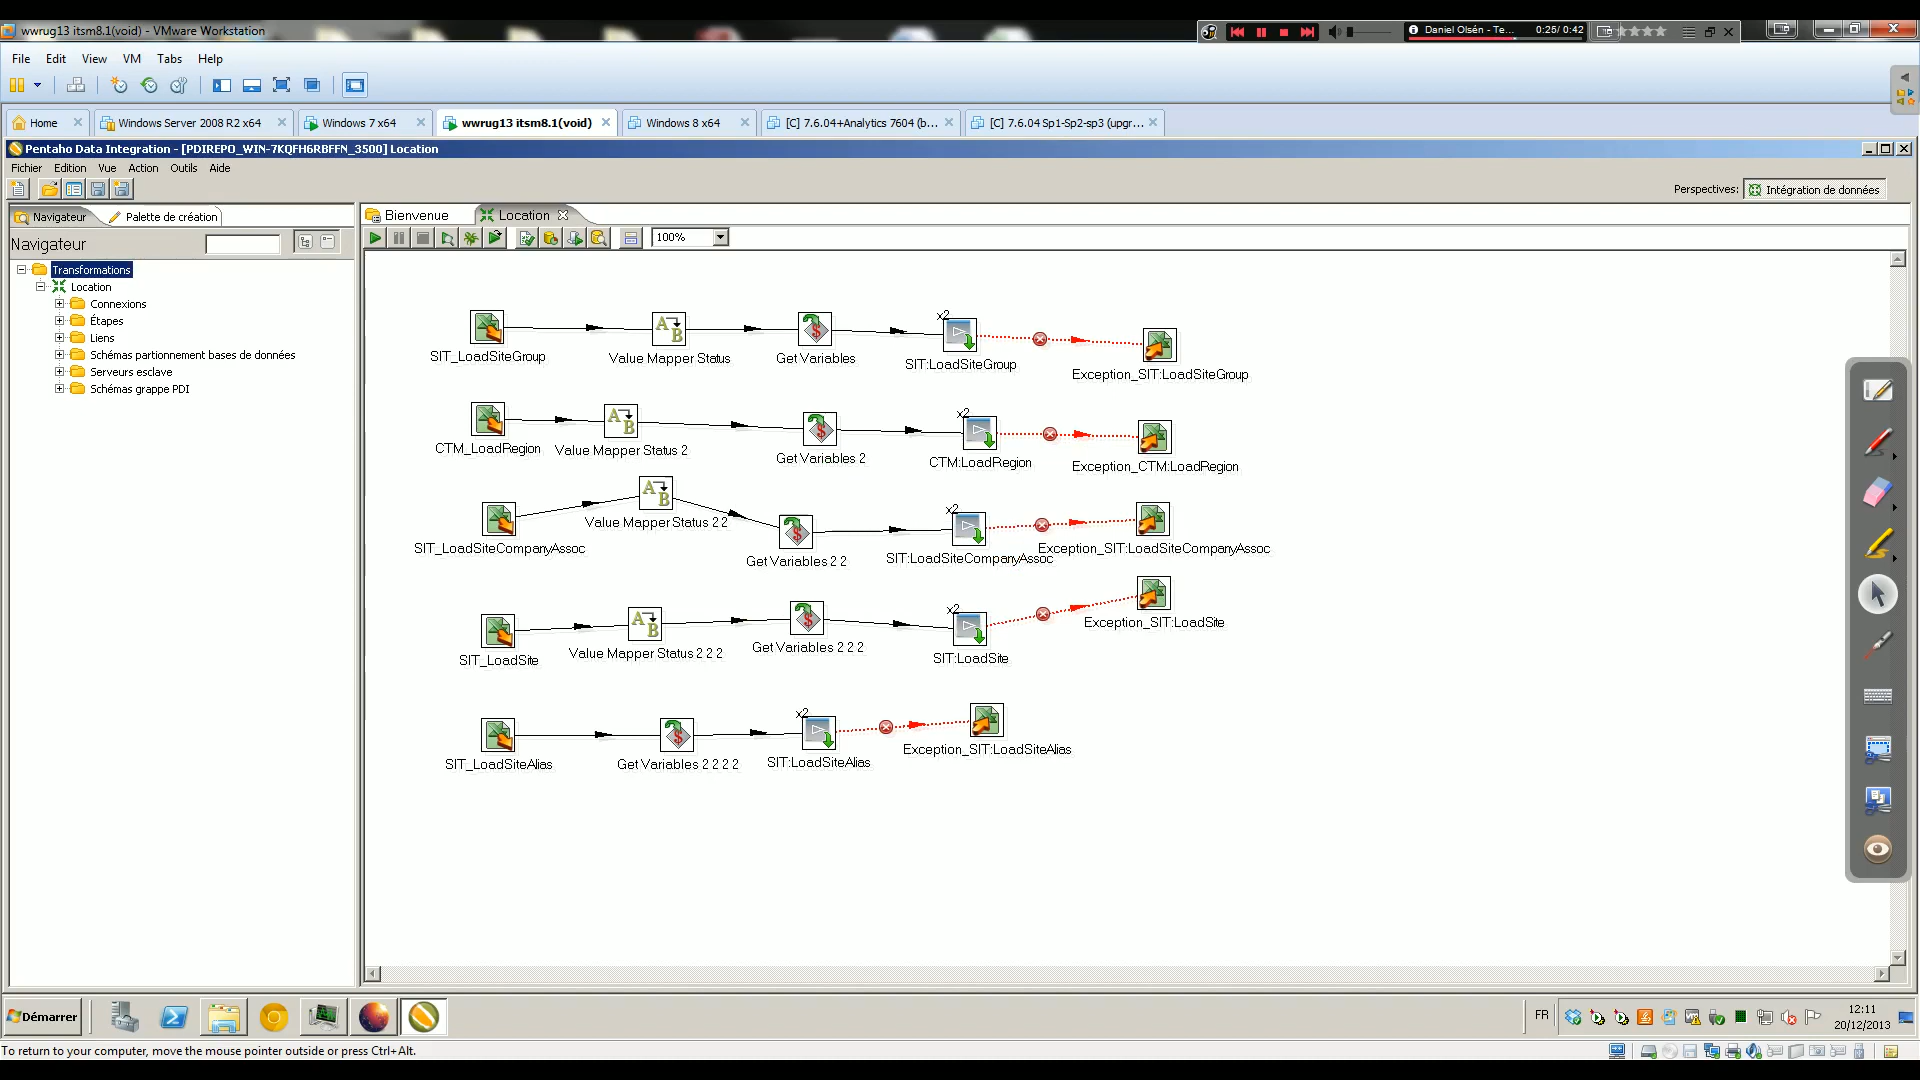 wwrug13 itsm8.1(void) - VMware Workstation
Daniel Olsén - Te... 0:25/ 0:42
File Edit View VM Tabs Help
Home
Windows Server 2008 R2 x64
Windows 7 x64
wwrug13 itsm8.1(void)
Windows 8 x64
[C] 7.6.04+Analytics 7604 (b...
[C] 7.6.04 Sp1-Sp2-sp3 (upgr...
Pentaho Data Integration - [PDIREPO_WIN-7KQFH6RBFFN_3500] Location
Fichier Edition Vue Action Outils Aide
Perspectives: Intégration de données
Navigateur
Palette de création
Bienvenue
Location
Navigateur
100%
Transformations
Location
Connexions
Étapes
Liens
Schémas partionnement bases de données
Serveurs esclave
Schémas grappe PDI
x2
SIT_LoadSiteGroup
Value Mapper Status
Get Variables
SIT:LoadSiteGroup
Exception_SIT:LoadSiteGroup
x2
CTM_LoadRegion
Value Mapper Status 2
Get Variables 2
CTM:LoadRegion
Exception_CTM:LoadRegion
x2
SIT_LoadSiteCompanyAssoc
Value Mapper Status 2 2
Get Variables 2 2
SIT:LoadSiteCompanyAssoc
Exception_SIT:LoadSiteCompanyAssoc
x2
SIT_LoadSite
Value Mapper Status 2 2 2
Get Variables 2 2 2
SIT:LoadSite
Exception_SIT:LoadSite
x2
SIT_LoadSiteAlias
Get Variables 2 2 2 2
SIT:LoadSiteAlias
Exception_SIT:LoadSiteAlias
Démarrer
FR
12:11
20/12/2013
To return to your computer, move the mouse pointer outside or press Ctrl+Alt.